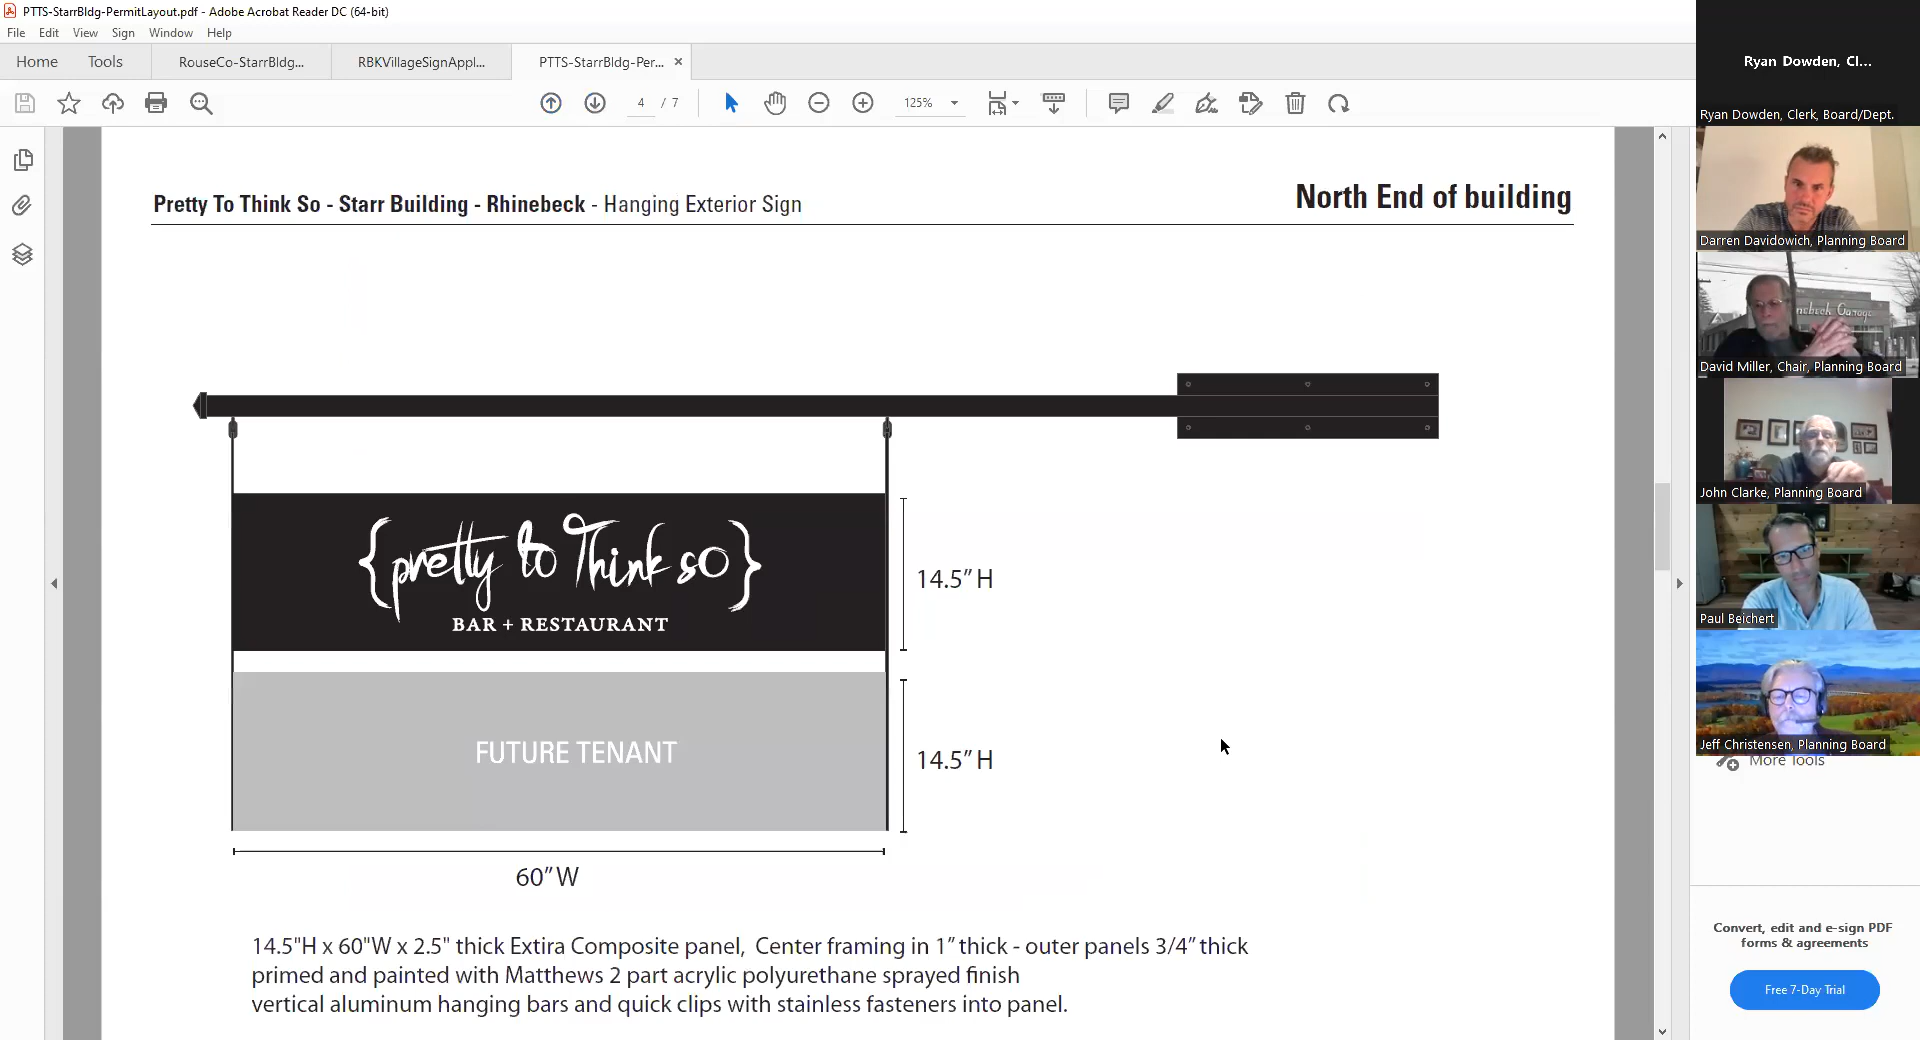 PTTS-StarrBldg-PermitLayout.pdf - Adobe Acrobat Reader DC (64-bit)
File Edit View Sign Window Help
Home Tools RouseCo-StarrBldg... RBKVillageSignAppl... PTTS-StarrBldg-Per... ×
4 / 7 125%
Pretty To Think So - Starr Building - Rhinebeck - Hanging Exterior Sign
North End of building
{pretty to Think so}
BAR + RESTAURANT
14.5” H
FUTURE TENANT
14.5” H
60” W
14.5"H x 60"W x 2.5" thick Extira Composite panel, Center framing in 1” thick - outer panels 3/4” thick
primed and painted with Matthews 2 part acrylic polyurethane sprayed finish
vertical aluminum hanging bars and quick clips with stainless fasteners into panel.
Ryan Dowden, Cl...
Ryan Dowden, Clerk, Board/Dept.
Darren Davidowich, Planning Board
David Miller, Chair, Planning Board
John Clarke, Planning Board
Paul Beichert
Jeff Christensen, Planning Board
More Tools
Convert, edit and e-sign PDF
forms & agreements
Free 7-Day Trial